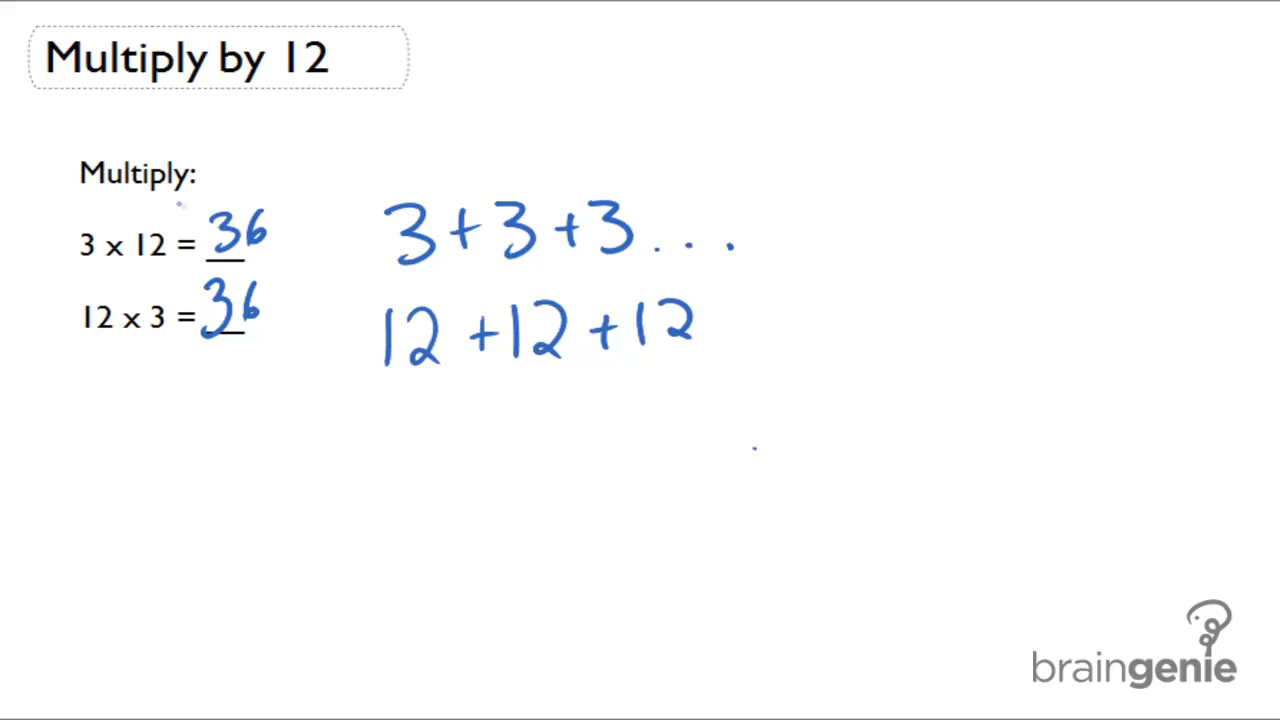 Multiply by 12
Multiply:
3 x 12 = 36 3 + 3 + 3 . . .
12 x 3 = 36 12 + 12 + 12
braingenie